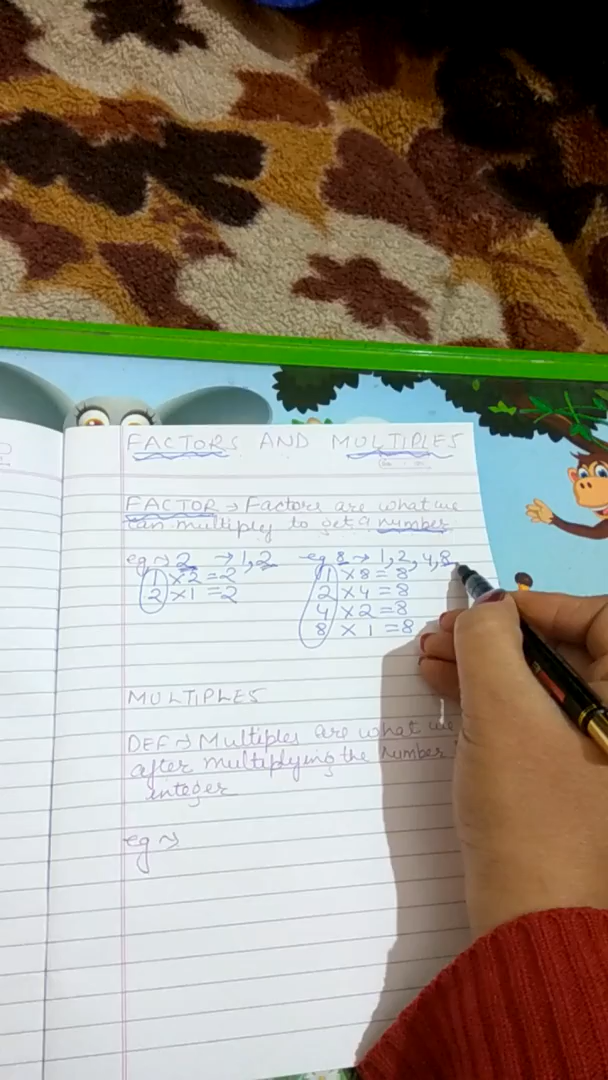 FACTORS AND MULTIPLES
FACTOR → Factors are what we
can multiply to get a number
eg ~> 2 → 1, 2
1 × 2 = 2
2 × 1 = 2
eg 8 → 1, 2, 4, 8
1 × 8 = 8
2 × 4 = 8
4 × 2 = 8
8 × 1 = 8
MULTIPLES
DEF ~> Multiples are what we
after multiplying the number
integer
eg ~>